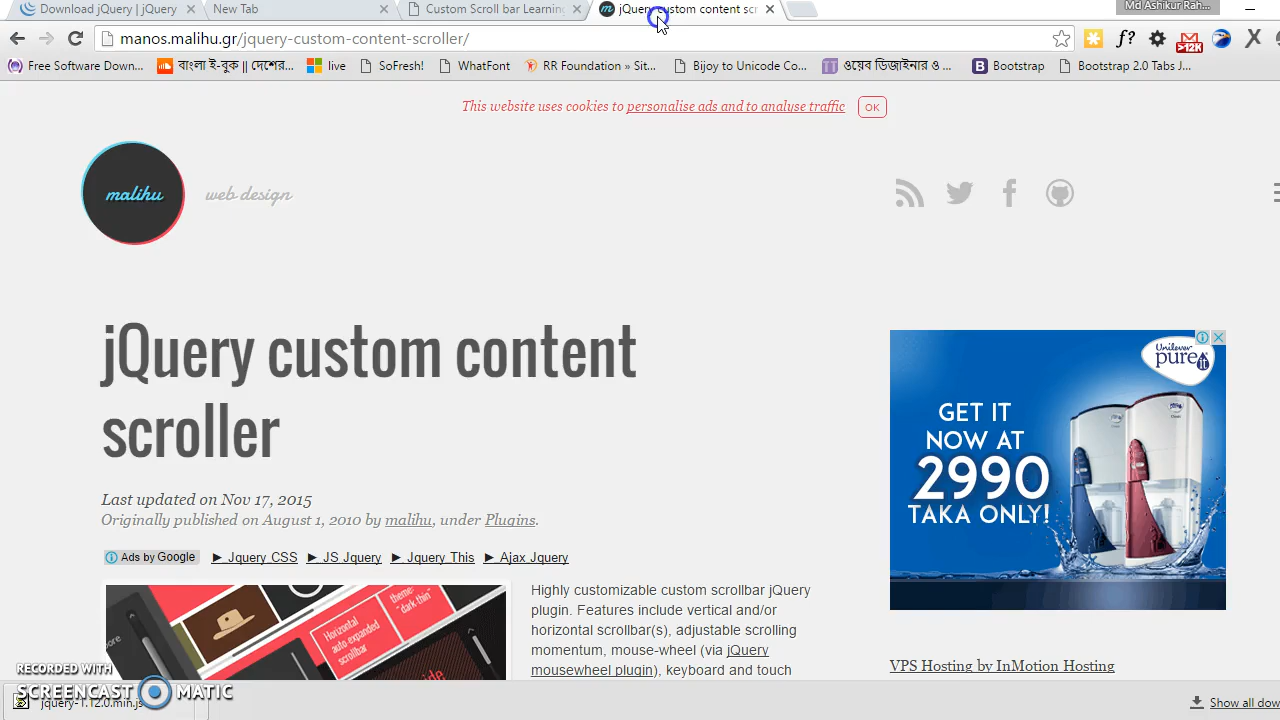 Download jQuery | jQuery
New Tab
Custom Scroll bar Learning
jQuery custom content scr
Md Ashikur Rah...
manos.malihu.gr/jquery-custom-content-scroller/
f?
>12K
X
Free Software Down...
বাংলা ই-বুক || দেশের...
live
SoFresh!
WhatFont
RR Foundation » Sit...
Bijoy to Unicode Co...
ওয়েব ডিজাইনার ও ...
B Bootstrap
Bootstrap 2.0 Tabs J...
This website uses cookies to personalise ads and to analyse traffic OK
malihu
web design
jQuery custom content
scroller
Last updated on Nov 17, 2015
Originally published on August 1, 2010 by malihu, under Plugins.
Ads by Google
► Jquery CSS ► JS Jquery ► Jquery This ► Ajax Jquery
Horizontal
auto expanded
scrollbar
theme-
"dark-thin"
Highly customizable custom scrollbar jQuery
plugin. Features include vertical and/or
horizontal scrollbar(s), adjustable scrolling
momentum, mouse-wheel (via jQuery
mousewheel plugin), keyboard and touch
Unilever
pureit
GET IT
NOW AT
2990
TAKA ONLY!
VPS Hosting by InMotion Hosting
RECORDED WITH
SCREENCAST MATIC
jquery-1.12.0.min.js
Show all dow